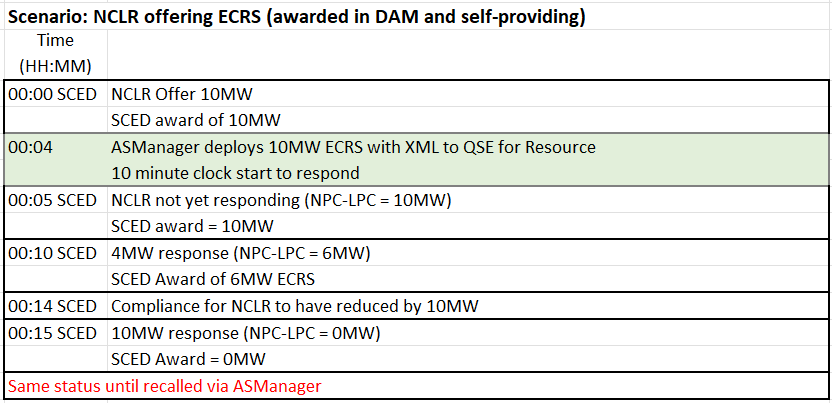 Scenario: NCLR offering ECRS (awarded in DAM and self-providing)
Time
(HH:MM)
00:00 SCED NCLR Offer 10MW
SCED award of 10MW
00:04 ASManager deploys 10MW ECRS with XML to QSE for Resource
10 minute clock start to respond
00:05 SCED NCLR not yet responding (NPC-LPC = 10MW)
SCED award = 10MW
00:10 SCED 4MW response (NPC-LPC = 6MW)
SCED Award of 6MW ECRS
00:14 SCED Compliance for NCLR to have reduced by 10MW
00:15 SCED 10MW response (NPC-LPC = 0MW)
SCED Award = 0MW
Same status until recalled via ASManager